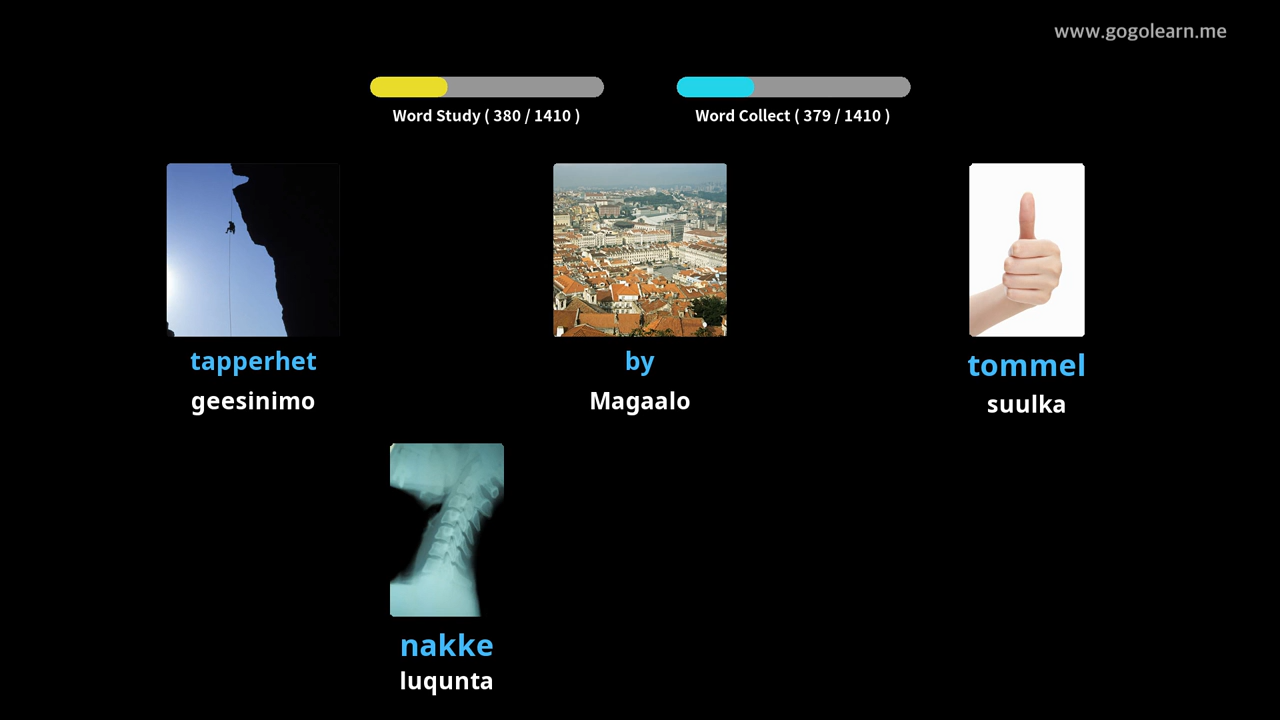 www.gogolearn.me
Word Study ( 380 / 1410 )
Word Collect ( 379 / 1410 )
tapperhet
geesinimo
by
Magaalo
tommel
suulka
nakke
luqunta